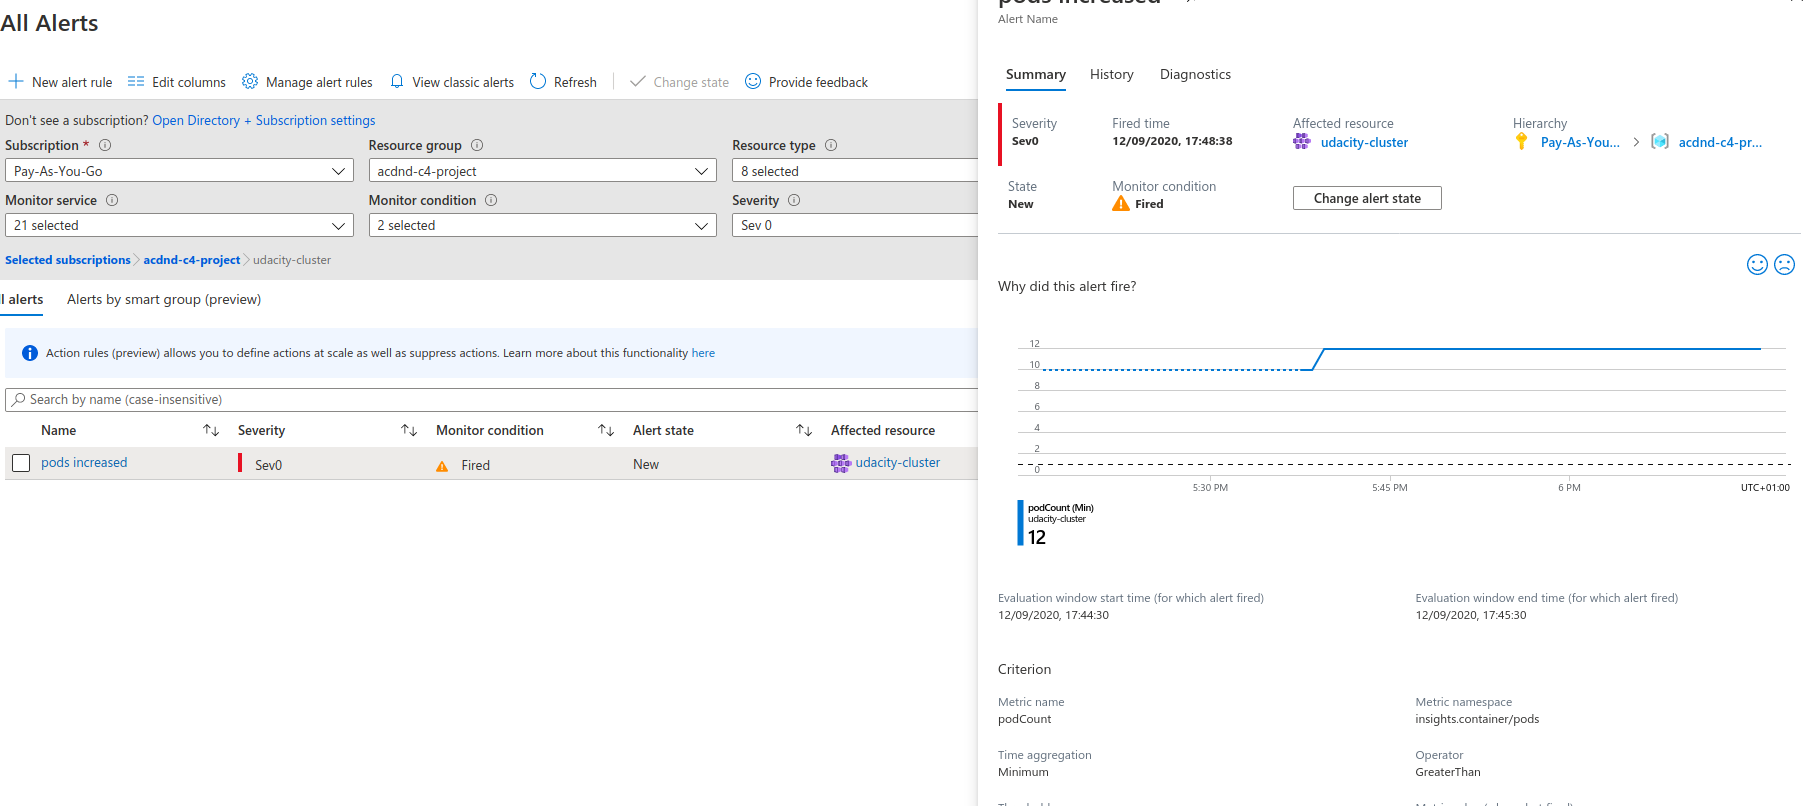 All Alerts
New alert rule
Edit columns
Manage alert rules
View classic alerts
Refresh
Change state
Provide feedback
Don't see a subscription? Open Directory + Subscription settings
Subscription *
Resource group
Resource type
Pay-As-You-Go
acdnd-c4-project
8 selected
Monitor service
Monitor condition
Severity
21 selected
2 selected
Sev 0
Selected subscriptions > acdnd-c4-project > udacity-cluster
l alerts
Alerts by smart group (preview)
Action rules (preview) allows you to define actions at scale as well as suppress actions. Learn more about this functionality here
Search by name (case-insensitive)
Name
Severity
Monitor condition
Alert state
Affected resource
pods increased
Sev0
Fired
New
udacity-cluster
pods increased
Alert Name
Summary
History
Diagnostics
Severity
Sev0
Fired time
12/09/2020, 17:48:38
Affected resource
udacity-cluster
Hierarchy
Pay-As-You... > acdnd-c4-pr...
State
New
Monitor condition
Fired
Change alert state
Why did this alert fire?
12
10
8
6
4
2
0
5:30 PM
5:45 PM
6 PM
UTC+01:00
podCount (Min)
udacity-cluster
12
Evaluation window start time (for which alert fired)
12/09/2020, 17:44:30
Evaluation window end time (for which alert fired)
12/09/2020, 17:45:30
Criterion
Metric name
podCount
Metric namespace
insights.container/pods
Time aggregation
Minimum
Operator
GreaterThan